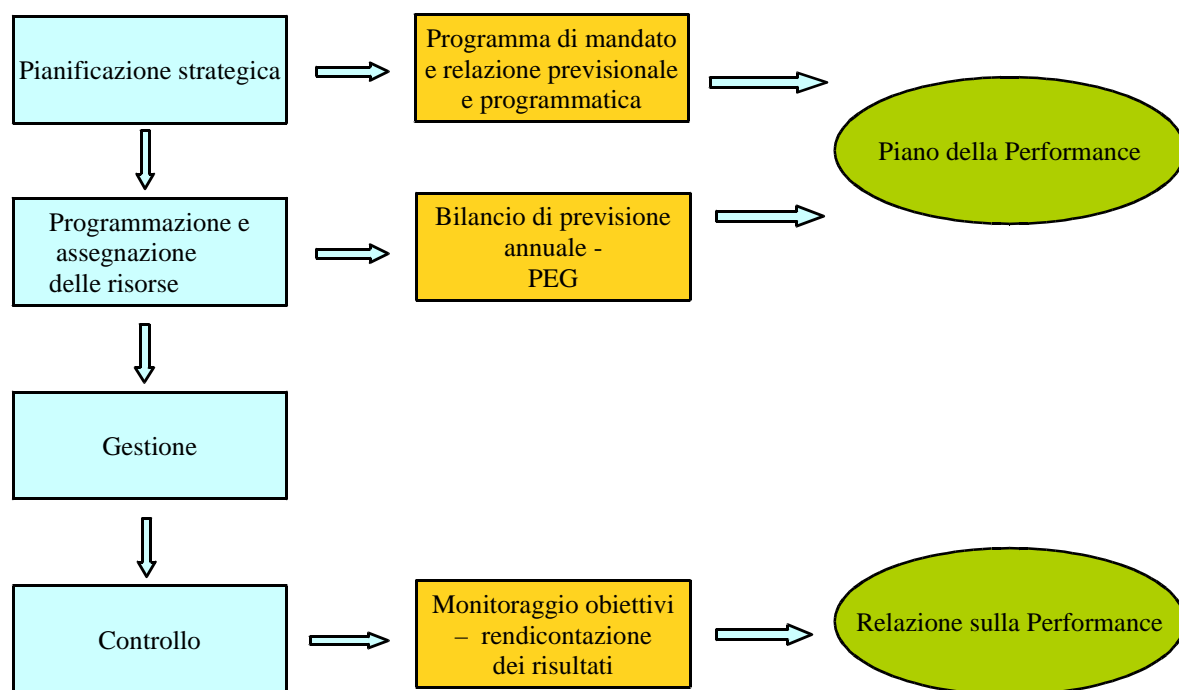 Pianificazione strategica
Programma di mandato
e relazione previsionale
e programmatica
Piano della Performance
Programmazione e
assegnazione
delle risorse
Bilancio di previsione
annuale -
PEG
Gestione
Controllo
Monitoraggio obiettivi
– rendicontazione
dei risultati
Relazione sulla Performance